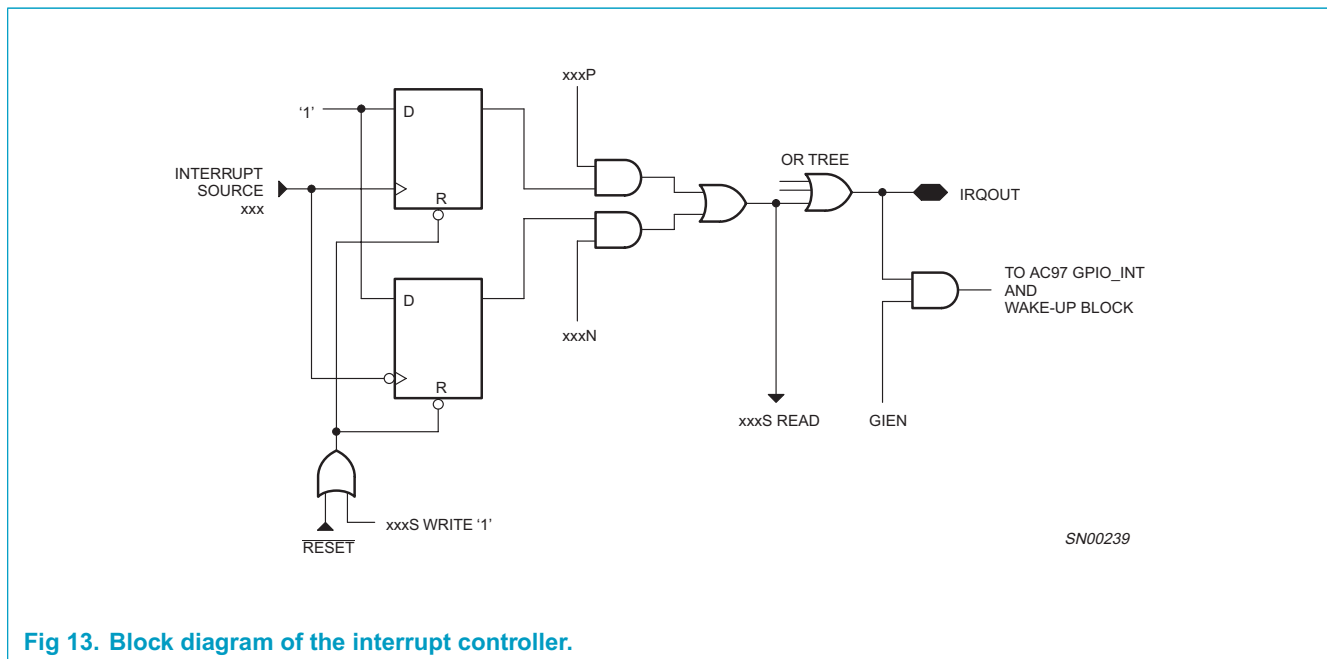 xxxP
‘1’
D
OR TREE
INTERRUPT
SOURCE
xxx
R
IRQOUT
TO AC97 GPIO_INT
AND
WAKE-UP BLOCK
D
xxxN
R
xxxS READ
GIEN
xxxS WRITE ‘1’
RESET
SN00239
Fig 13. Block diagram of the interrupt controller.